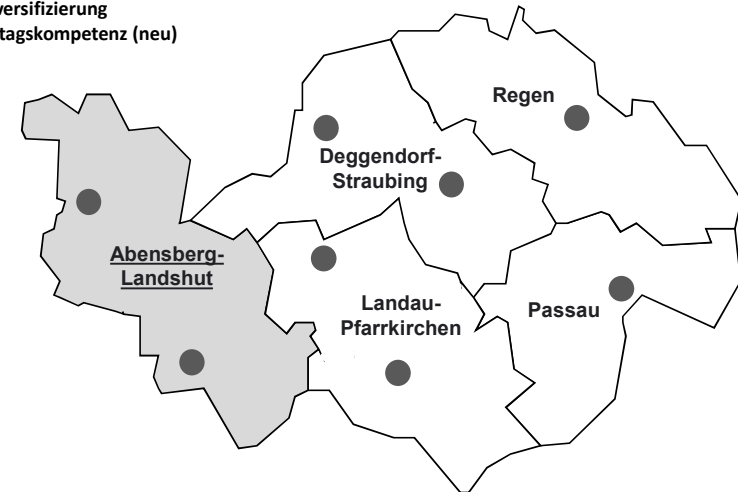 versifizierung
tagskompetenz (neu)
Regen
Deggendorf-
Straubing
Abensberg-
Landshut
Landau-
Pfarrkirchen
Passau